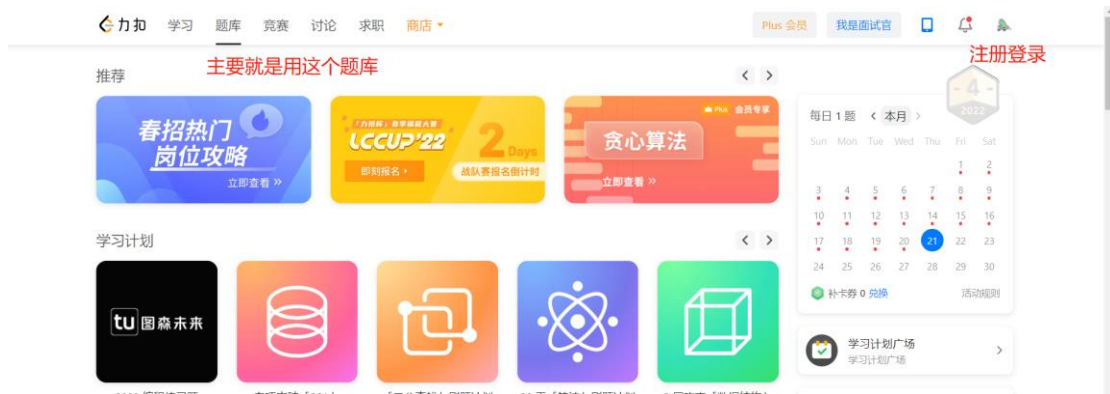 力扣 学习 题库 竞赛 讨论 求职 商店 Plus 会员 我是面试官
主要就是用这个题库
注册登录
推荐
春招热门
岗位攻略
立即查看 »
「力扣杯」春季编程大赛
LCCUP'22
即刻报名
2 Days
战队赛报名倒计时
Plus 会员专享
贪心算法
立即查看 »
每日 1 题 < 本月 >
4
2022
Sun Mon Tue Wed Thu Fri Sat
1 2
3 4 5 6 7 8 9
10 11 12 13 14 15 16
17 18 19 20 21 22 23
24 25 26 27 28 29 30
补卡券 0 兑换 活动规则
学习计划
tu 图森未来
学习计划广场
学习计划广场